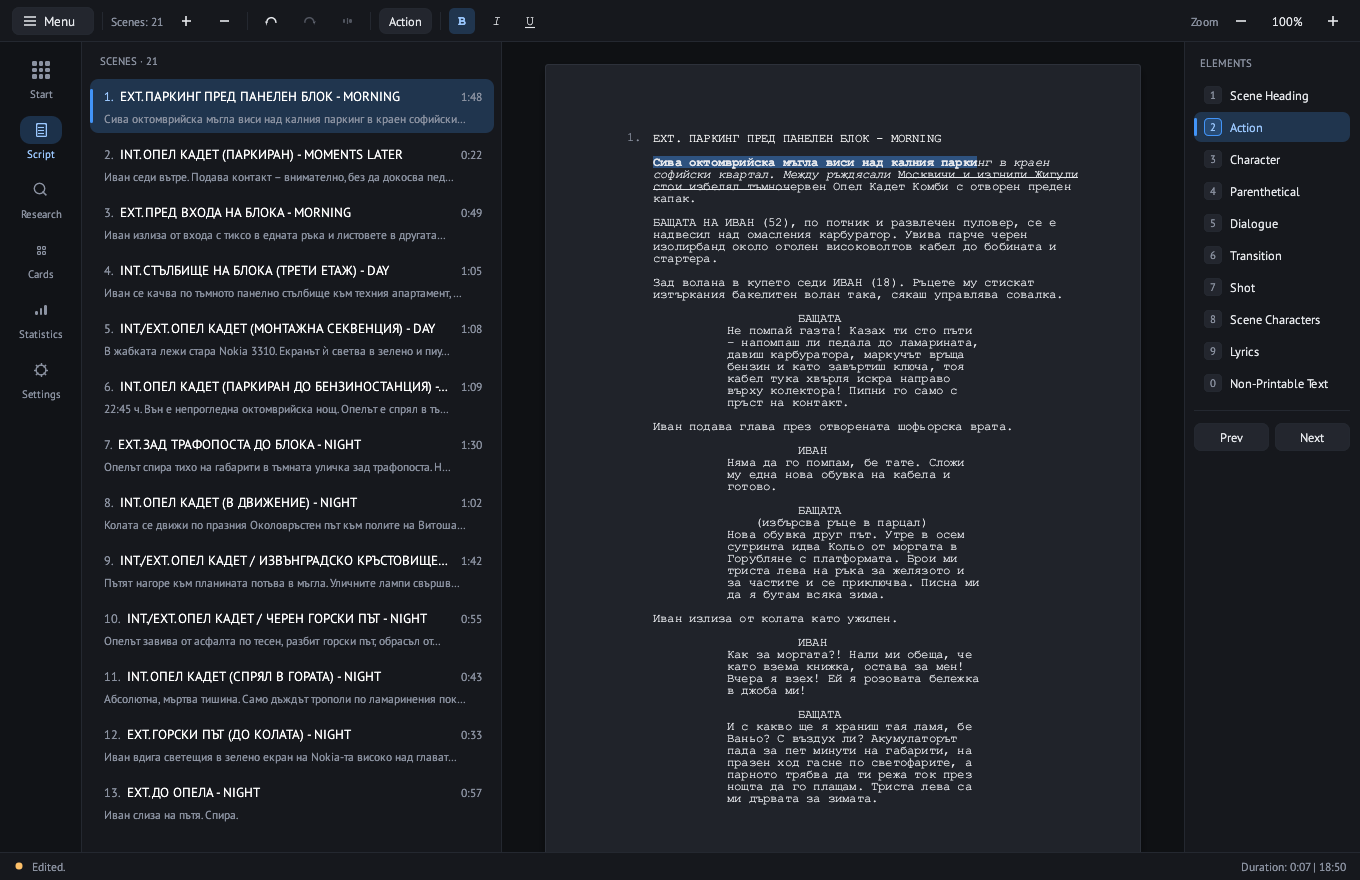 Menu
Scenes: 21
Action
B
I
U
Zoom
100%
Start
Script
Research
Cards
Statistics
Settings
SCENES · 21
1. EXT.ПАРКИНГ ПРЕД ПАНЕЛЕН БЛОК - MORNING 1:48
Сива октомврийска мъгла виси над калния паркинг в краен софийски...
2. INT.ОПЕЛ КАДЕТ (ПАРКИРАН) - MOMENTS LATER 0:22
Иван седи вътре. Подава контакт – внимателно, без да докосва пед...
3. EXT.ПРЕД ВХОДА НА БЛОКА - MORNING 0:49
Иван излиза от входа с тиксо в едната ръка и листовете в другата...
4. INT.СТЪЛБИЩЕ НА БЛОКА (ТРЕТИ ЕТАЖ) - DAY 1:05
Иван се качва по тъмното панелно стълбище към техния апартамент, ...
5. INT./EXT.ОПЕЛ КАДЕТ (МОНТАЖНА СЕКВЕНЦИЯ) - DAY 1:08
В жабката лежи стара Nokia 3310. Екранът ѝ светва в зелено и пиу...
6. INT.ОПЕЛ КАДЕТ (ПАРКИРАН ДО БЕНЗИНОСТАНЦИЯ) -... 1:09
22:45 ч. Вън е непрогледна октомврийска нощ. Опелът е спрял в тъ...
7. EXT.ЗАД ТРАФОПОСТА ДО БЛОКА - NIGHT 1:30
Опелът спира тихо на габарити в тъмната уличка зад трафопоста. Н...
8. INT.ОПЕЛ КАДЕТ (В ДВИЖЕНИЕ) - NIGHT 1:02
Колата се движи по празния Околовръстен път към полите на Витоша...
9. INT./EXT.ОПЕЛ КАДЕТ / ИЗВЪНГРАДСКО КРЪСТОВИЩЕ... 1:42
Пътят нагоре към планината потъва в мъгла. Уличните лампи свършв...
10. INT./EXT.ОПЕЛ КАДЕТ / ЧЕРЕН ГОРСКИ ПЪТ - NIGHT 0:55
Опелът завива от асфалта по тесен, разбит горски път, обрасъл от...
11. INT.ОПЕЛ КАДЕТ (СПРЯЛ В ГОРАТА) - NIGHT 0:43
Абсолютна, мъртва тишина. Само дъждът трополи по ламаринения пок...
12. EXT.ГОРСКИ ПЪТ (ДО КОЛАТА) - NIGHT 0:33
Иван вдига светещия в зелено екран на Nokia-та високо над глават...
13. EXT.ДО ОПЕЛА - NIGHT 0:57
Иван слиза на пътя. Спира.
1. EXT. ПАРКИНГ ПРЕД ПАНЕЛЕН БЛОК - MORNING
Сива октомврийска мъгла виси над калния паркинг в краен
софийски квартал. Между ръждясали Москвичи и изгнили Жигули
стои избелял тъмночервен Опел Кадет Комби с отворен преден
капак.
БАЩАТА НА ИВАН (52), по потник и развлечен пуловер, се е
надвесил над омасления карбуратор. Увива парче черен
изолирбанд около оголен високоволтов кабел до бобината и
стартера.
Зад волана в купето седи ИВАН (18). Ръцете му стискат
изтъркания бакелитен волан така, сякаш управлява совалка.
БАЩАТА
Не помпай газта! Казах ти сто пъти
– напомпаш ли педала до ламарината,
давиш карбуратора, маркучът връща
бензин и като завъртиш ключа, тоя
кабел тука хвърля искра направо
върху колектора! Пипни го само с
пръст на контакт.
Иван подава глава през отворената шофьорска врата.
ИВАН
Няма да го помпам, бе тате. Сложи
му една нова обувка на кабела и
готово.
БАЩАТА
(избърсва ръце в парцал)
Нова обувка друг път. Утре в осем
сутринта идва Кольо от моргата в
Горубляне с платформата. Брои ми
триста лева на ръка за желязото и
за частите и се приключва. Писна ми
да я бутам всяка зима.
Иван излиза от колата като ужилен.
ИВАН
Как за моргата?! Нали ми обеща, че
като взема книжка, остава за мен!
Вчера я взех! Ей я розовата бележка
в джоба ми!
БАЩАТА
И с какво ще я храниш тая ламя, бе
Ваньо? С въздух ли? Акумулаторът
пада за пет минути на габарити, на
празен ход гасне по светофарите, а
парното трябва да ти режа ток през
нощта да го плащам. Триста лева са
ми дървата за зимата.
ELEMENTS
1 Scene Heading
2 Action
3 Character
4 Parenthetical
5 Dialogue
6 Transition
7 Shot
8 Scene Characters
9 Lyrics
0 Non-Printable Text
Prev
Next
Edited.
Duration: 0:07 | 18:50